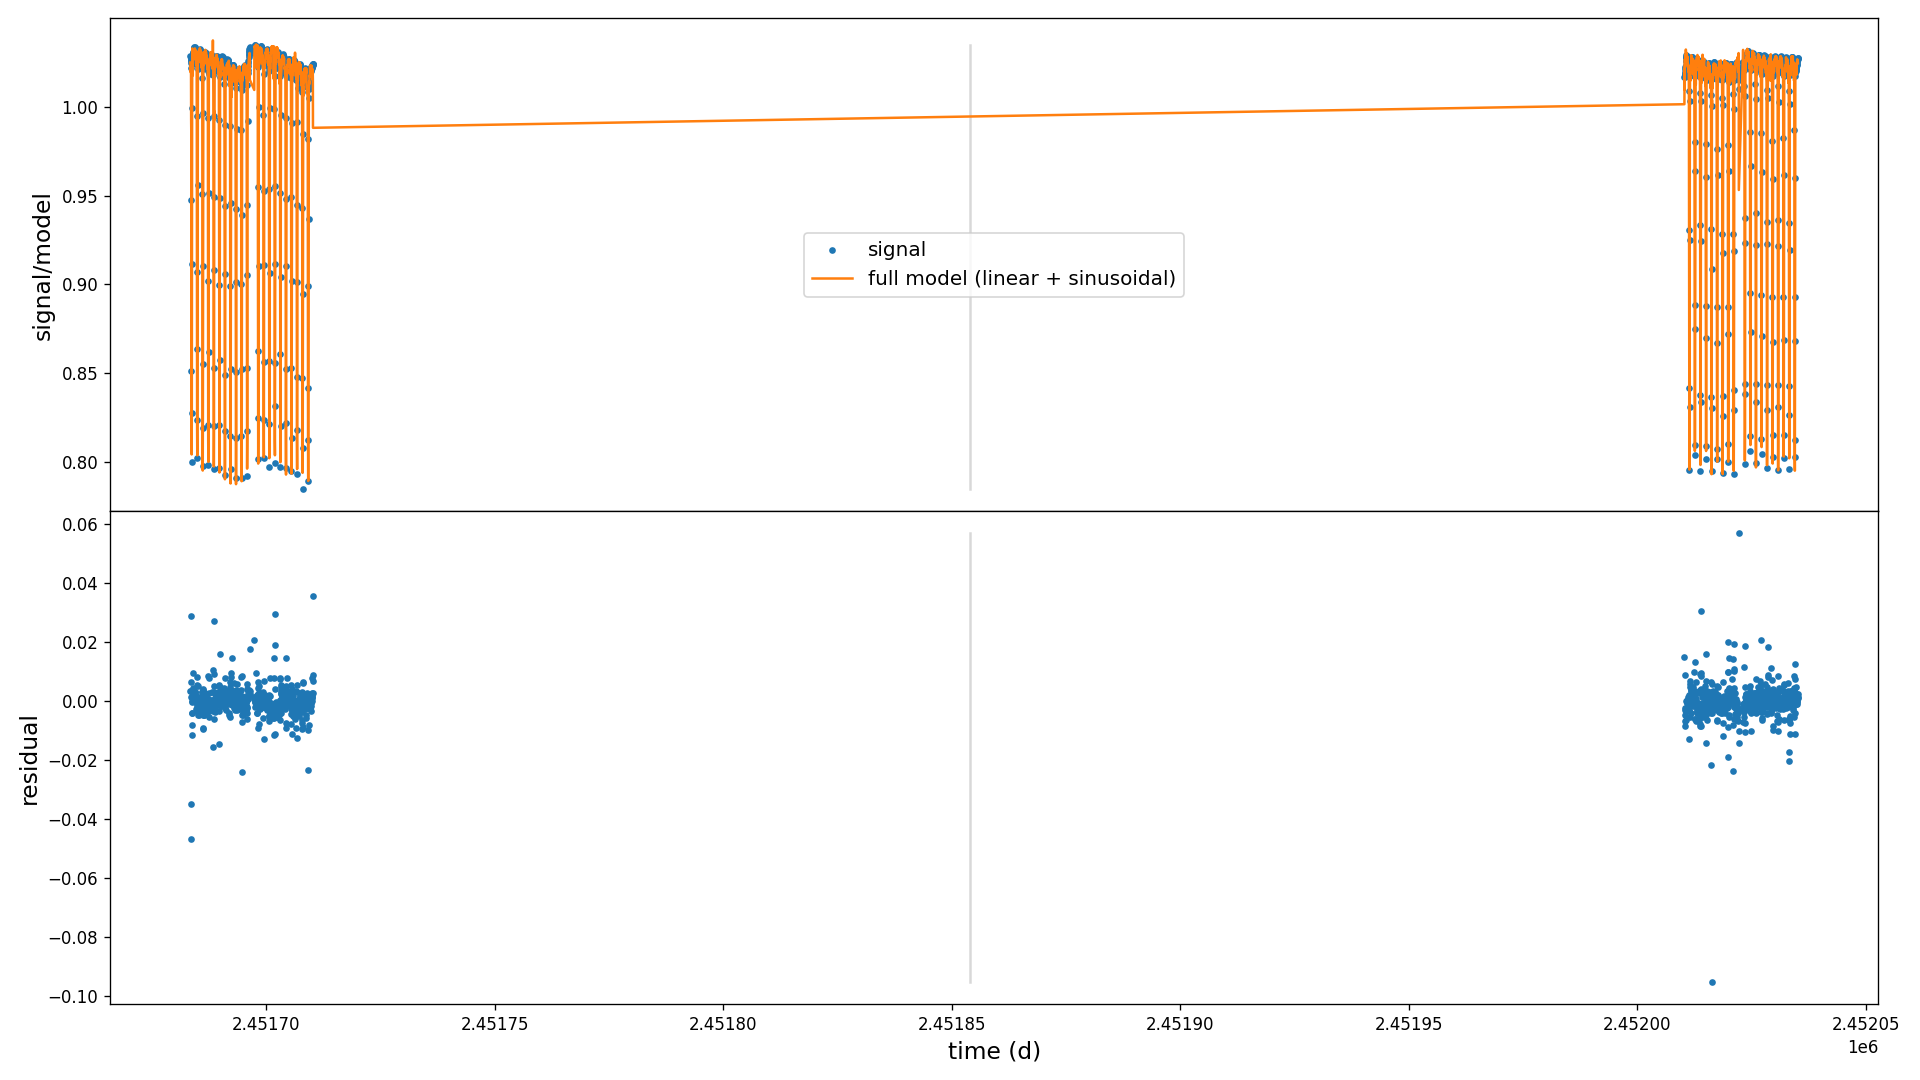 1.00
0.95
0.90
0.85
0.80
signal/model
signal
full model (linear + sinusoidal)
0.06
0.04
0.02
0.00
−0.02
−0.04
−0.06
−0.08
−0.10
residual
2.45170 2.45175 2.45180 2.45185 2.45190 2.45195 2.45200 2.45205
1e6
time (d)